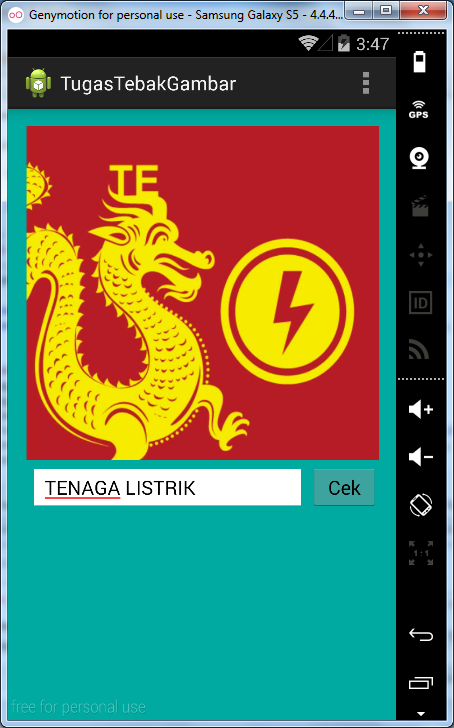 Genymotion for personal use - Samsung Galaxy S5 - 4.4.4...
3:47
TugasTebakGambar
GPS
TE
ID
TENAGA LISTRIK
Cek
1:1
free for personal use